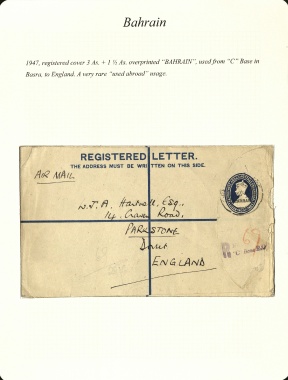 Bahrain
1947, registered cover 3 As. + 1 ½ As. overprinted "BAHRAIN", used from "C" Base in
Basra, to England. A very rare "used abroad" usage.
REGISTERED LETTER.
THE ADDRESS MUST BE WRITTEN ON THIS SIDE.
AIR MAIL
Esq.,
14, Road,
PARKSTONE
Dorset
ENGLAND
R